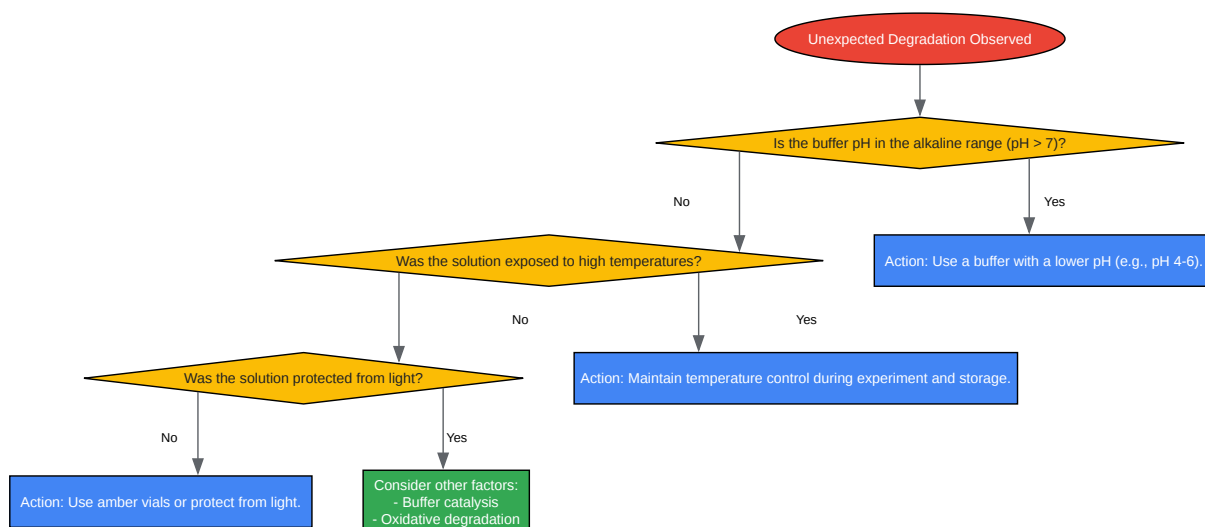 Unexpected Degradation Observed
Is the buffer pH in the alkaline range (pH > 7)?
No
Yes
Was the solution exposed to high temperatures?
Action: Use a buffer with a lower pH (e.g., pH 4-6).
No
Yes
Was the solution protected from light?
Action: Maintain temperature control during experiment and storage.
No
Yes
Action: Use amber vials or protect from light.
Consider other factors:
- Buffer catalysis
- Oxidative degradation